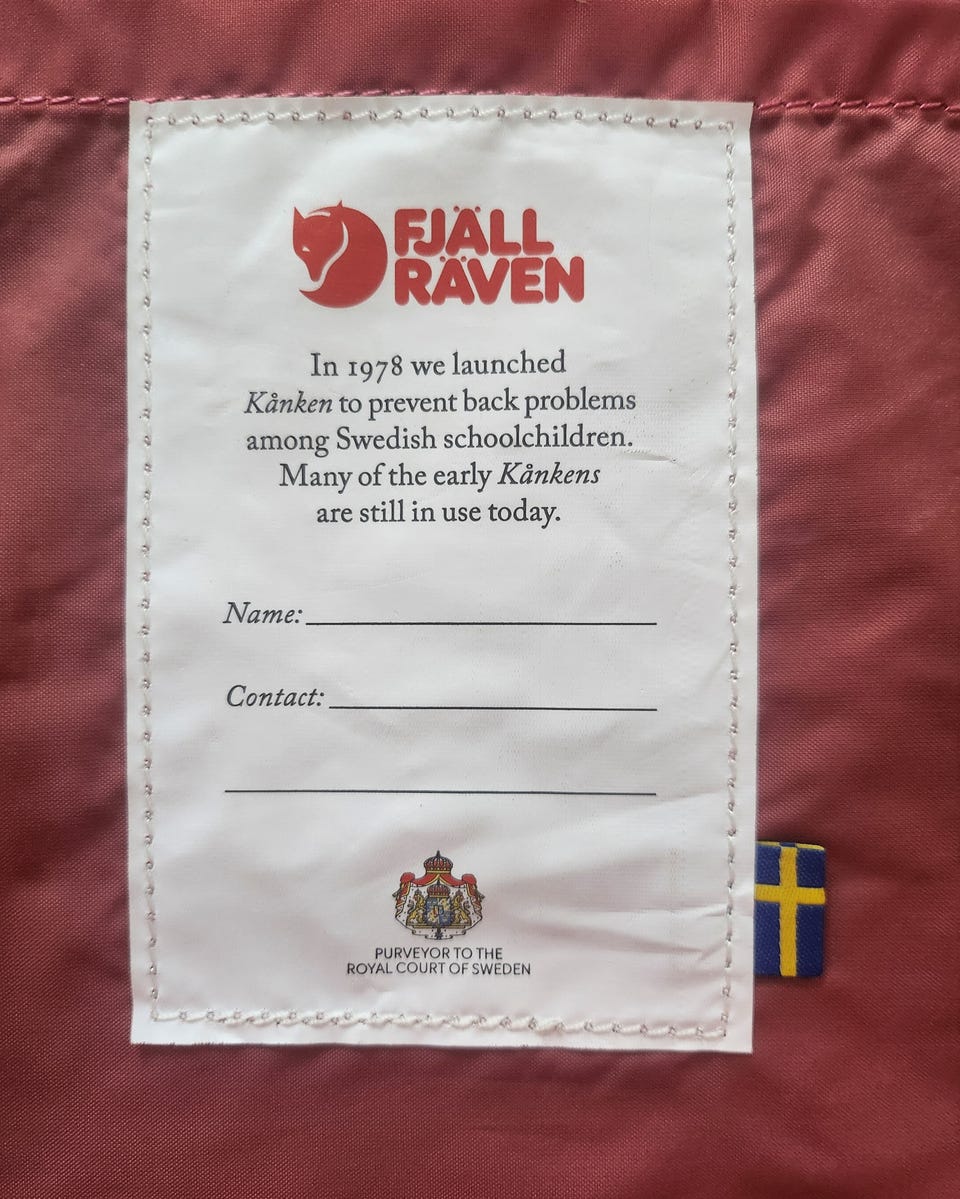 FJÄLL
RÄVEN
In 1978 we launched
Kånken to prevent back problems
among Swedish schoolchildren.
Many of the early Kånkens
are still in use today.
Name:
Contact:
PURVEYOR TO THE
ROYAL COURT OF SWEDEN